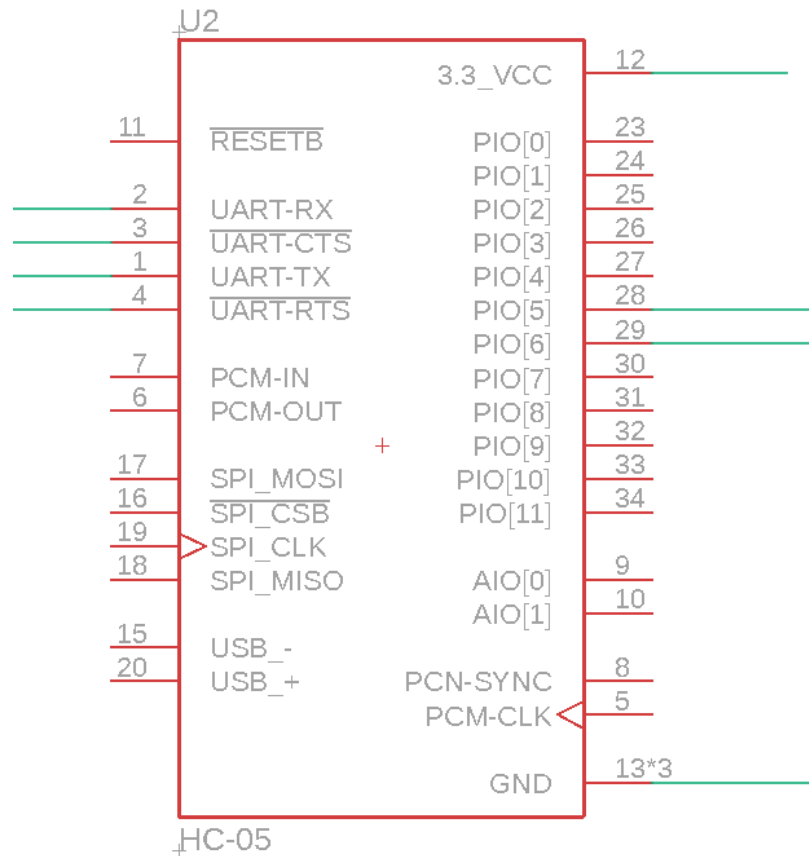 U2
3.3_VCC 12
11 RESETB PIO[0] 23
PIO[1] 24
2 UART-RX PIO[2] 25
3 UART-CTS PIO[3] 26
1 UART-TX PIO[4] 27
4 UART-RTS PIO[5] 28
PIO[6] 29
7 PCM-IN PIO[7] 30
6 PCM-OUT PIO[8] 31
PIO[9] 32
17 SPI_MOSI PIO[10] 33
16 SPI_CSB PIO[11] 34
19 SPI_CLK
18 SPI_MISO AIO[0] 9
AIO[1] 10
15 USB_-
20 USB_+ PCN-SYNC 8
PCM-CLK 5
GND 13*3
HC-05